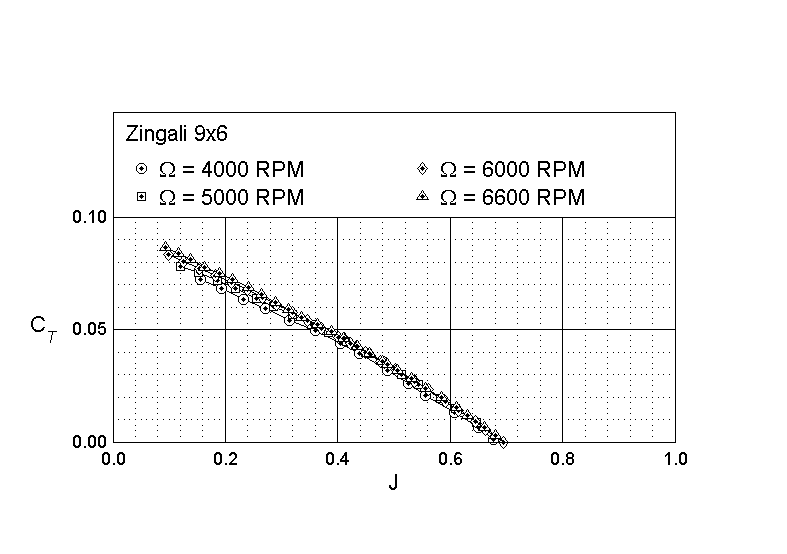 Zingali 9x6
Ω = 4000 RPM
Ω = 6000 RPM
Ω = 5000 RPM
Ω = 6600 RPM
0.10
0.05
0.00
C_T
0.0 0.2 0.4 0.6 0.8 1.0
J